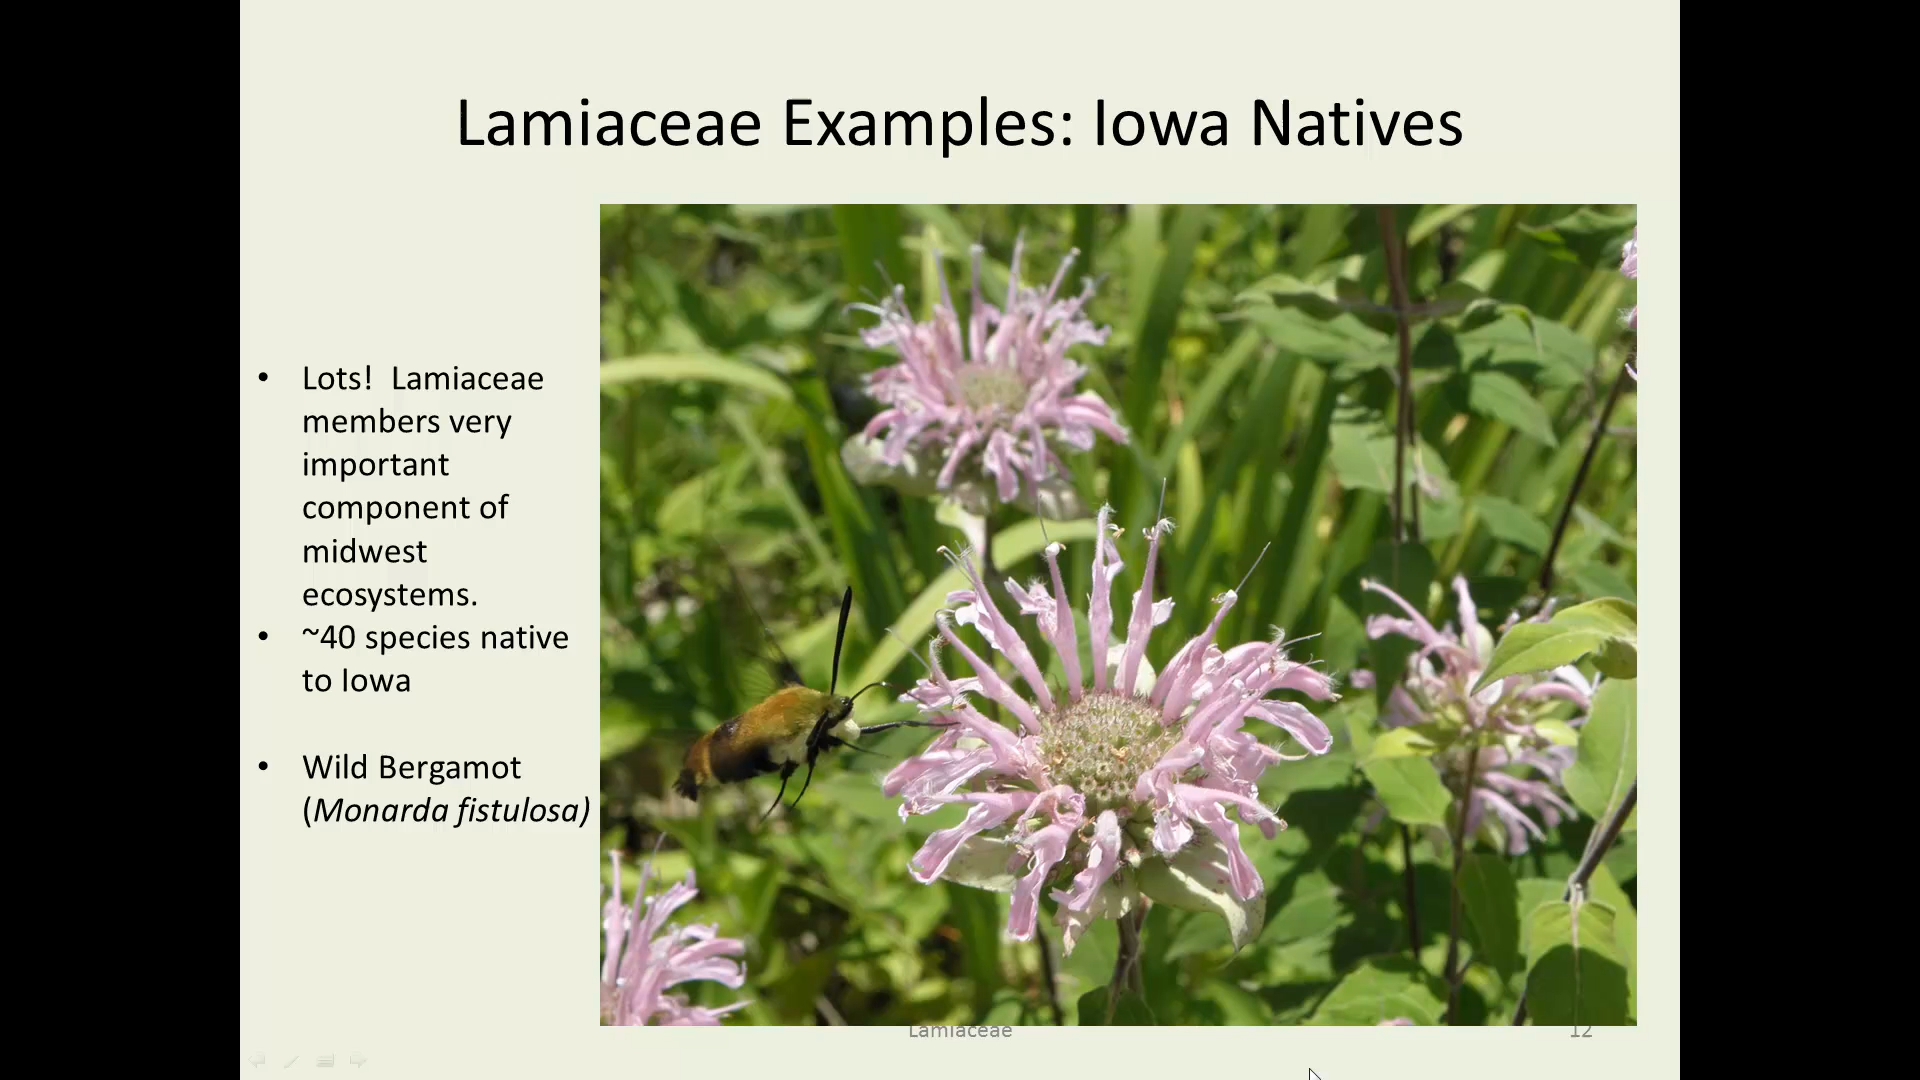 Lamiaceae Examples: Iowa Natives
• Lots!  Lamiaceae
members very
important
component of
midwest
ecosystems.
• ~40 species native
to Iowa
• Wild Bergamot
(Monarda fistulosa)
Lamiaceae
12